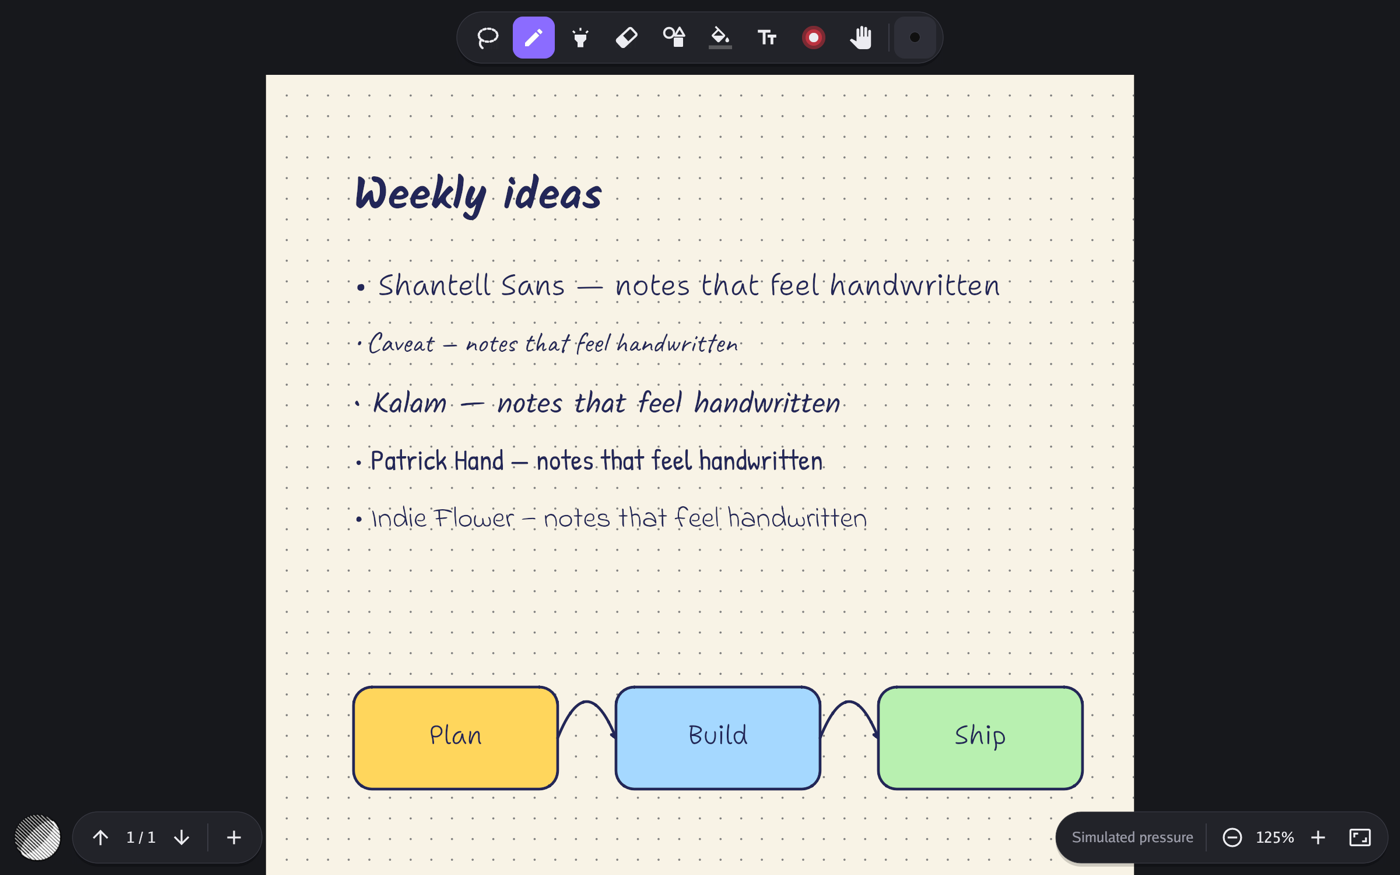 Weekly ideas
• Shantell Sans — notes that feel handwritten
• Caveat — notes that feel handwritten
• Kalam — notes that feel handwritten
• Patrick Hand — notes that feel handwritten
• Indie Flower — notes that feel handwritten
Plan
Build
Ship
1 / 1
Simulated pressure
125%